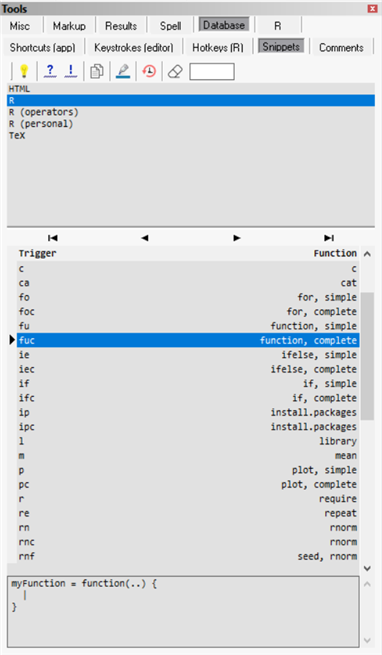 Tools
Misc Markup Results Spell Database R
Shortcuts (app) Keystrokes (editor) Hotkeys (R) Snippets Comments
? !
HTML
R
R (operators)
R (personal)
TeX
Trigger Function
c c
ca cat
fo for, simple
foc for, complete
fu function, simple
fuc function, complete
ie ifelse, simple
iec ifelse, complete
if if, simple
ifc if, complete
ip install.packages
ipc install.packages
l library
m mean
p plot, simple
pc plot, complete
r require
re repeat
rn rnorm
rnc rnorm
rnf seed, rnorm
myFunction = function(..) {
|
}